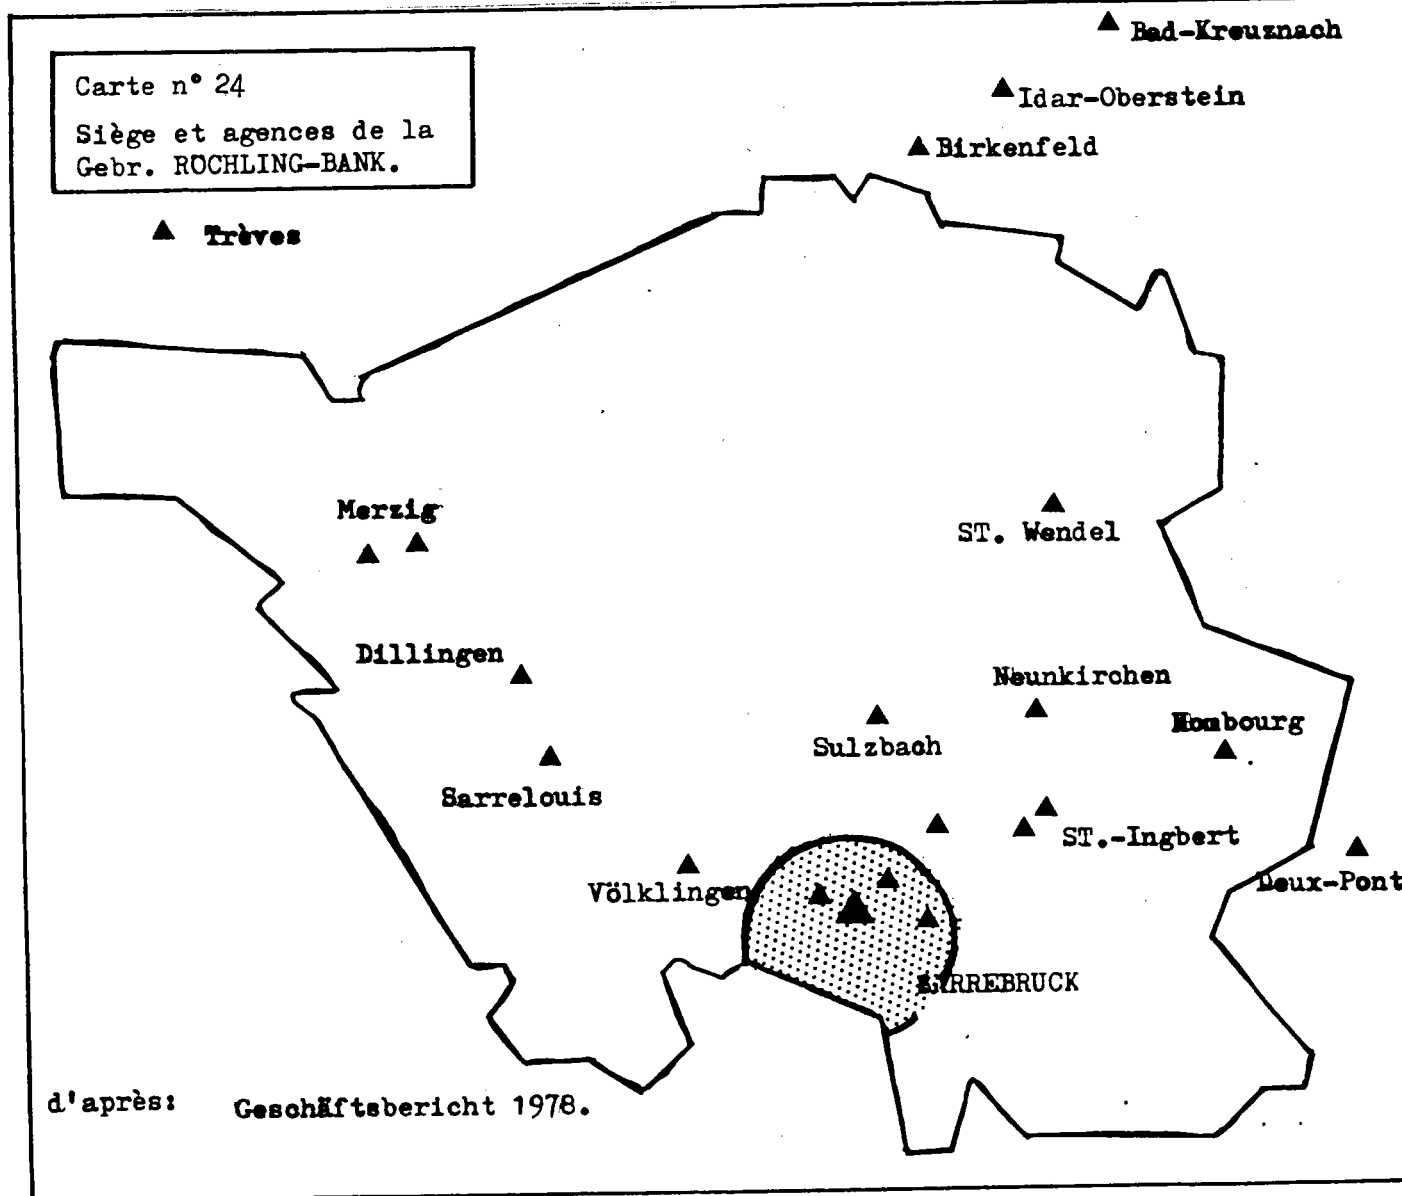 Bad-Kreuznach
Carte n° 24
Idar-Oberstein
Siège et agences de la
Birkenfeld
Gebr. ROCHLING-BANK.
Trèves
Merzig
ST. Wendel
Dillingen
Neunkirchen
Hombourg
Sulzbach
Sarrelouis
ST.-Ingbert
Deux-Pont
Völklingen
SARREBRUCK
d'après: Geschäftsbericht 1978.